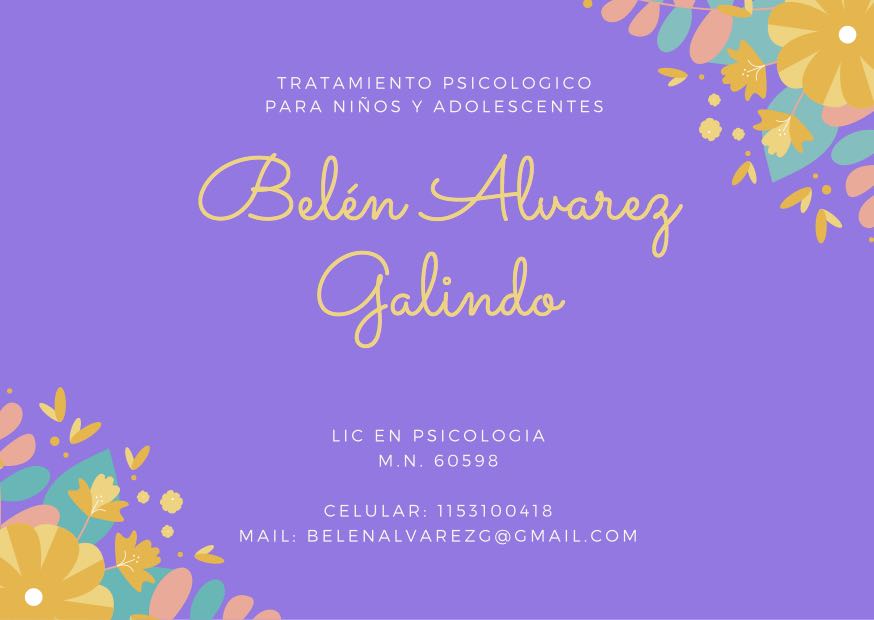 TRATAMIENTO PSICOLOGICO
PARA NIÑOS Y ADOLESCENTES
Belén Alvarez
Galindo
LIC EN PSICOLOGIA
M.N. 60598
CELULAR: 1153100418
MAIL: BELENALVAREZG@GMAIL.COM